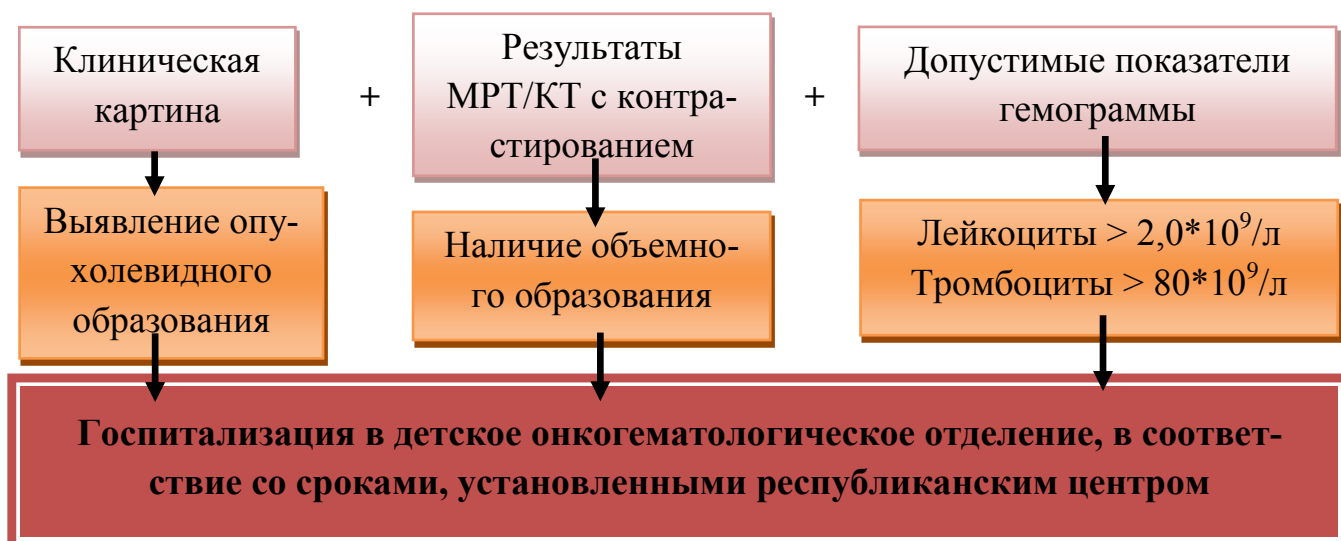 Клиническая
картина
+
Результаты
МРТ/КТ с контра-
стированием
+
Допустимые показатели
гемограммы
Выявление опу-
холевидного
образования
Наличие объемно-
го образования
Лейкоциты > 2,0*10⁹/л
Тромбоциты > 80*10⁹/л
Госпитализация в детское онкогематологическое отделение, в соответ-
ствие со сроками, установленными республиканским центром